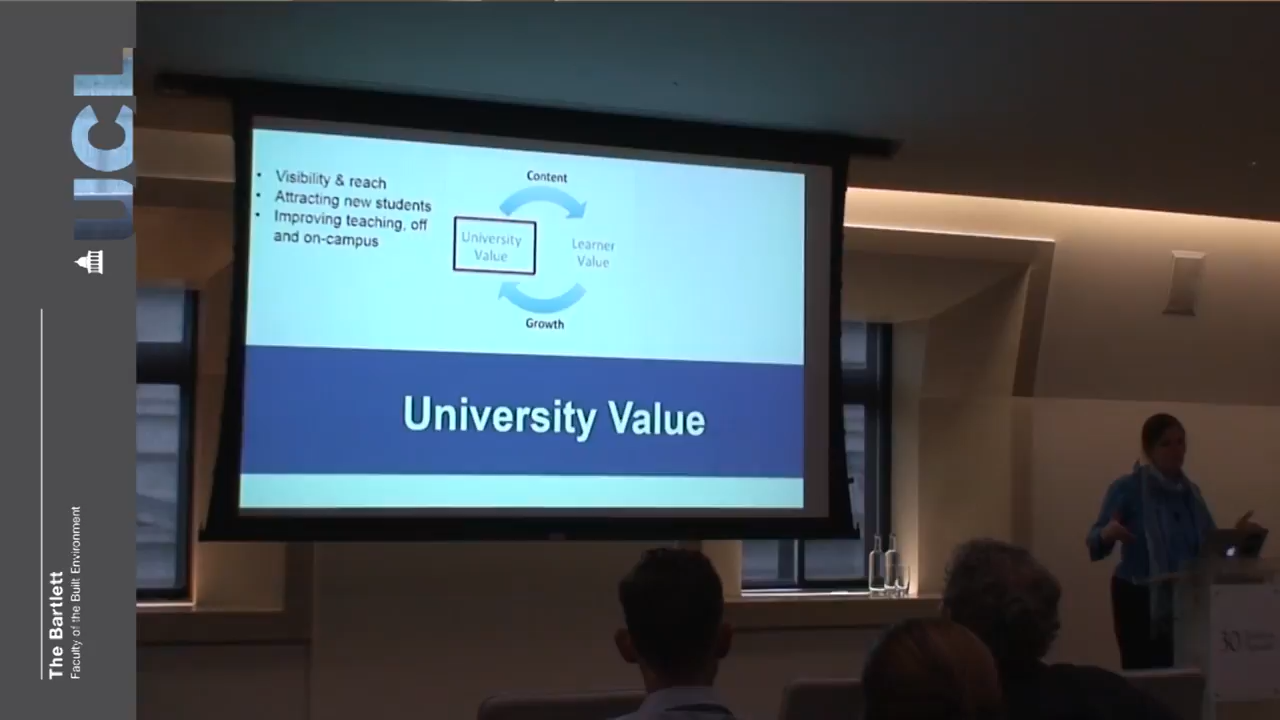 UCL
The Bartlett
Faculty of the Built Environment
• Visibility & reach
• Attracting new students
• Improving teaching, off
and on-campus
Content
University
Value
Learner
Value
Growth
University Value
30